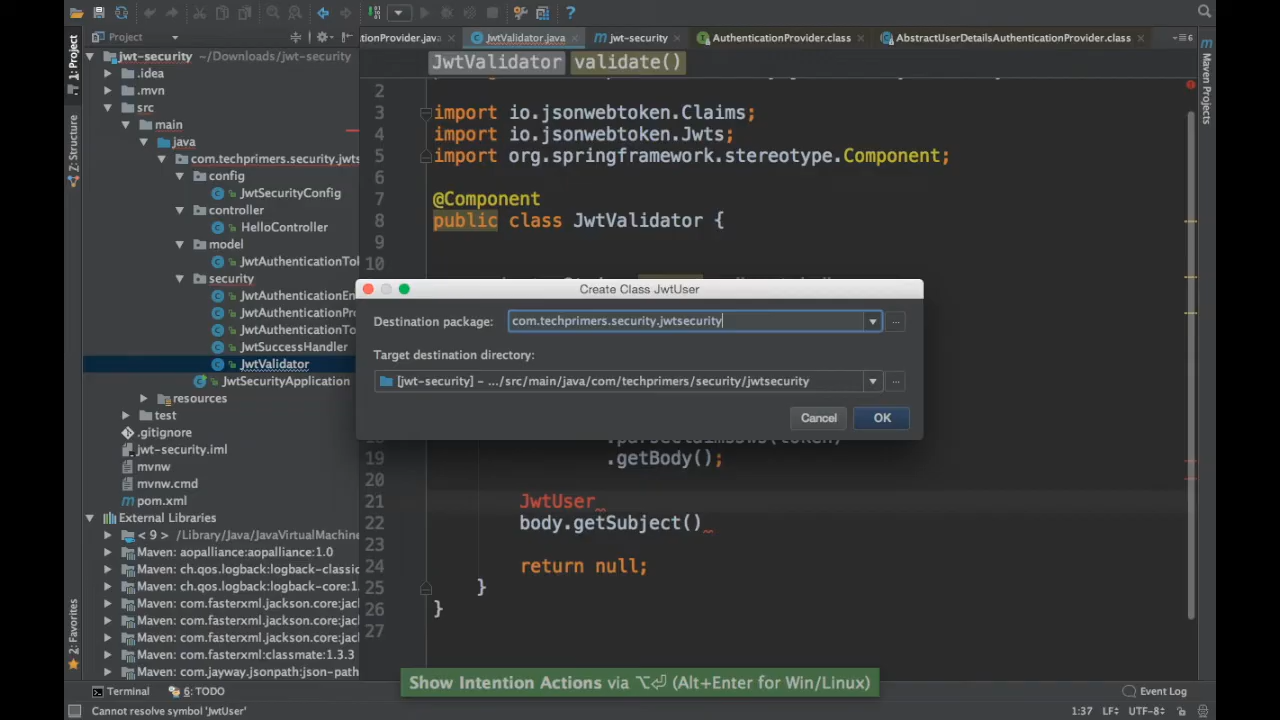 Project
tionProvider.java
JwtValidator.java
jwt-security
AuthenticationProvider.class
AbstractUserDetailsAuthenticationProvider.class
6
1: Project
Z: Structure
2: Favorites
Maven Projects
jwt-security ~/Downloads/jwt-security
.idea
.mvn
src
main
java
com.techprimers.security.jwts
config
JwtSecurityConfig
controller
HelloController
model
JwtAuthenticationTok
security
JwtAuthenticationEn
JwtAuthenticationPro
JwtAuthenticationTo
JwtSuccessHandler
JwtValidator
JwtSecurityApplication
resources
test
.gitignore
jwt-security.iml
mvnw
mvnw.cmd
pom.xml
External Libraries
< 9 > /Library/Java/JavaVirtualMachine
Maven: aopalliance:aopalliance:1.0
Maven: ch.qos.logback:logback-classic
Maven: ch.qos.logback:logback-core:1.
Maven: com.fasterxml.jackson.core:jac
Maven: com.fasterxml.jackson.core:jac
Maven: com.fasterxml.jackson.core:jac
Maven: com.fasterxml:classmate:1.3.3
Maven: com.jayway.jsonpath:json-path
JwtValidator validate()
2
3 import io.jsonwebtoken.Claims;
4 import io.jsonwebtoken.Jwts;
5 import org.springframework.stereotype.Component;
6
7 @Component
8 public class JwtValidator {
9
10
Create Class JwtUser
Destination package: com.techprimers.security.jwtsecurity ...
Target destination directory:
[jwt-security] – .../src/main/java/com/techprimers/security/jwtsecurity ...
Cancel OK
19 .getBody();
20
21 JwtUser
22 body.getSubject()
23
24 return null;
25 }
26 }
27
Show Intention Actions via ⌥⏎ (Alt+Enter for Win/Linux)
Terminal 6: TODO Event Log
Cannot resolve symbol 'JwtUser' 1:37 LF÷ UTF-8÷